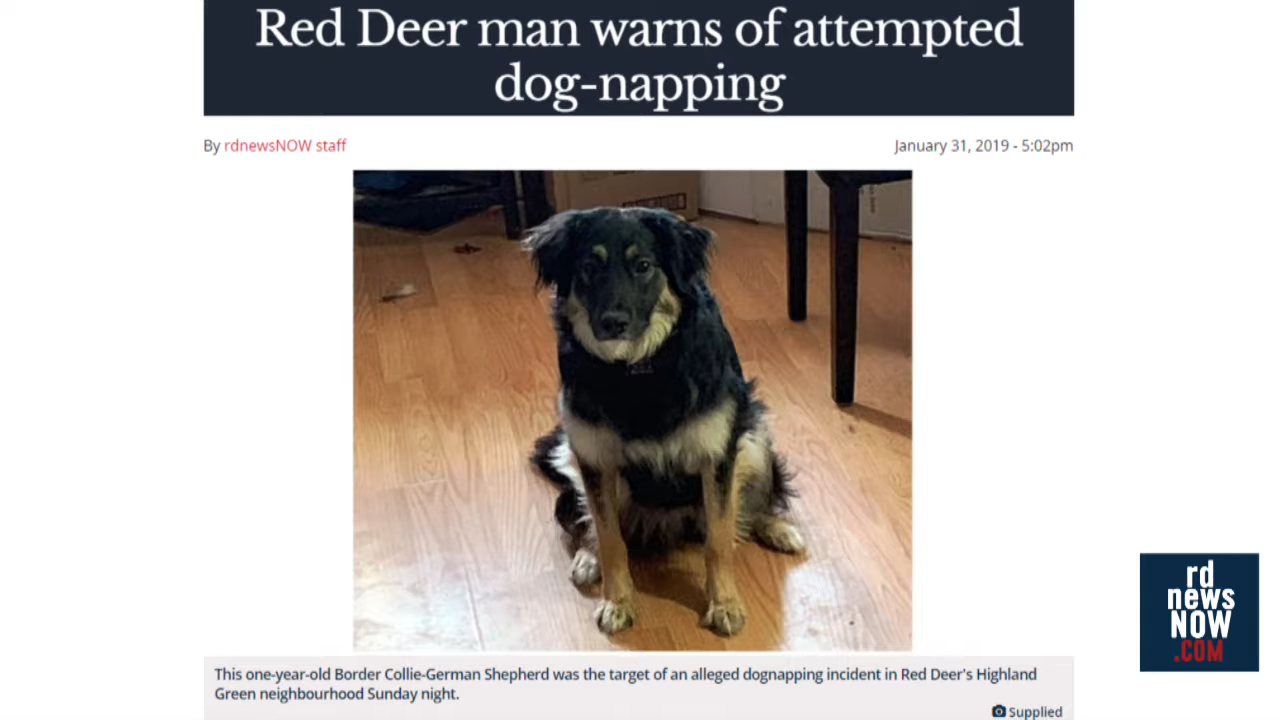 Red Deer man warns of attempted
dog-napping
By rdnewsNOW staff
January 31, 2019 - 5:02pm
This one-year-old Border Collie-German Shepherd was the target of an alleged dognapping incident in Red Deer's Highland
Green neighbourhood Sunday night.
Supplied
rd
news
NOW
.COM